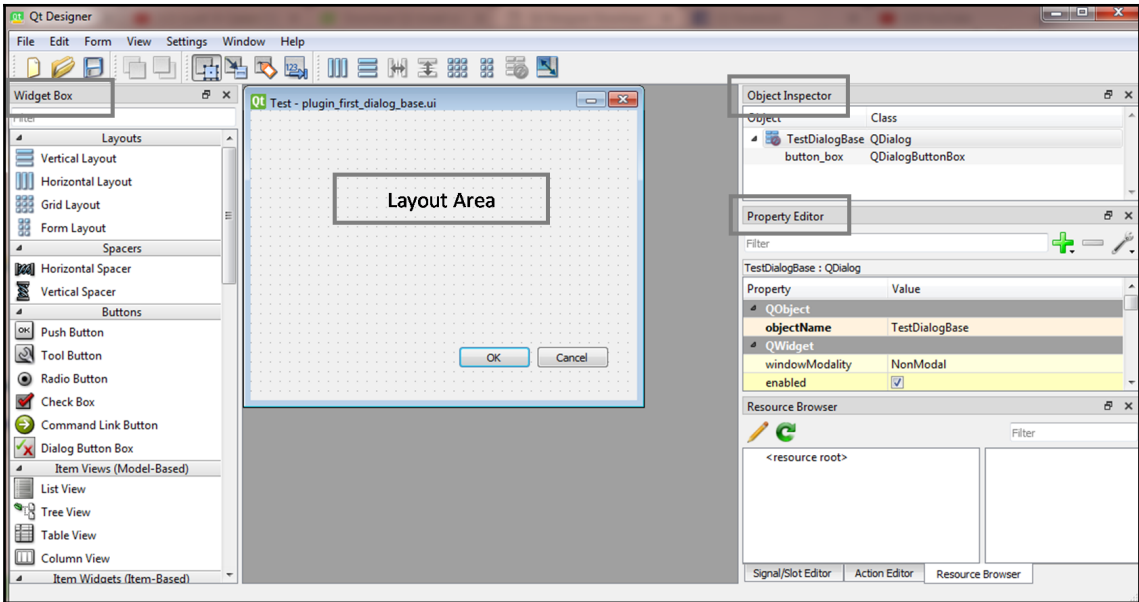 Qt Designer
File Edit Form View Settings Window Help
Widget Box
Filter
Layouts
Vertical Layout
Horizontal Layout
Grid Layout
Form Layout
Spacers
Horizontal Spacer
Vertical Spacer
Buttons
OK Push Button
Tool Button
Radio Button
Check Box
Command Link Button
Dialog Button Box
Item Views (Model-Based)
List View
Tree View
Table View
Column View
Item Widgets (Item-Based)
Qt Test - plugin_first_dialog_base.ui
Layout Area
OK Cancel
Object Inspector
Object Class
TestDialogBase QDialog
button_box QDialogButtonBox
Property Editor
Filter
TestDialogBase : QDialog
Property Value
QObject
objectName TestDialogBase
QWidget
windowModality NonModal
enabled
Resource Browser
Filter
<resource root>
Signal/Slot Editor Action Editor Resource Browser